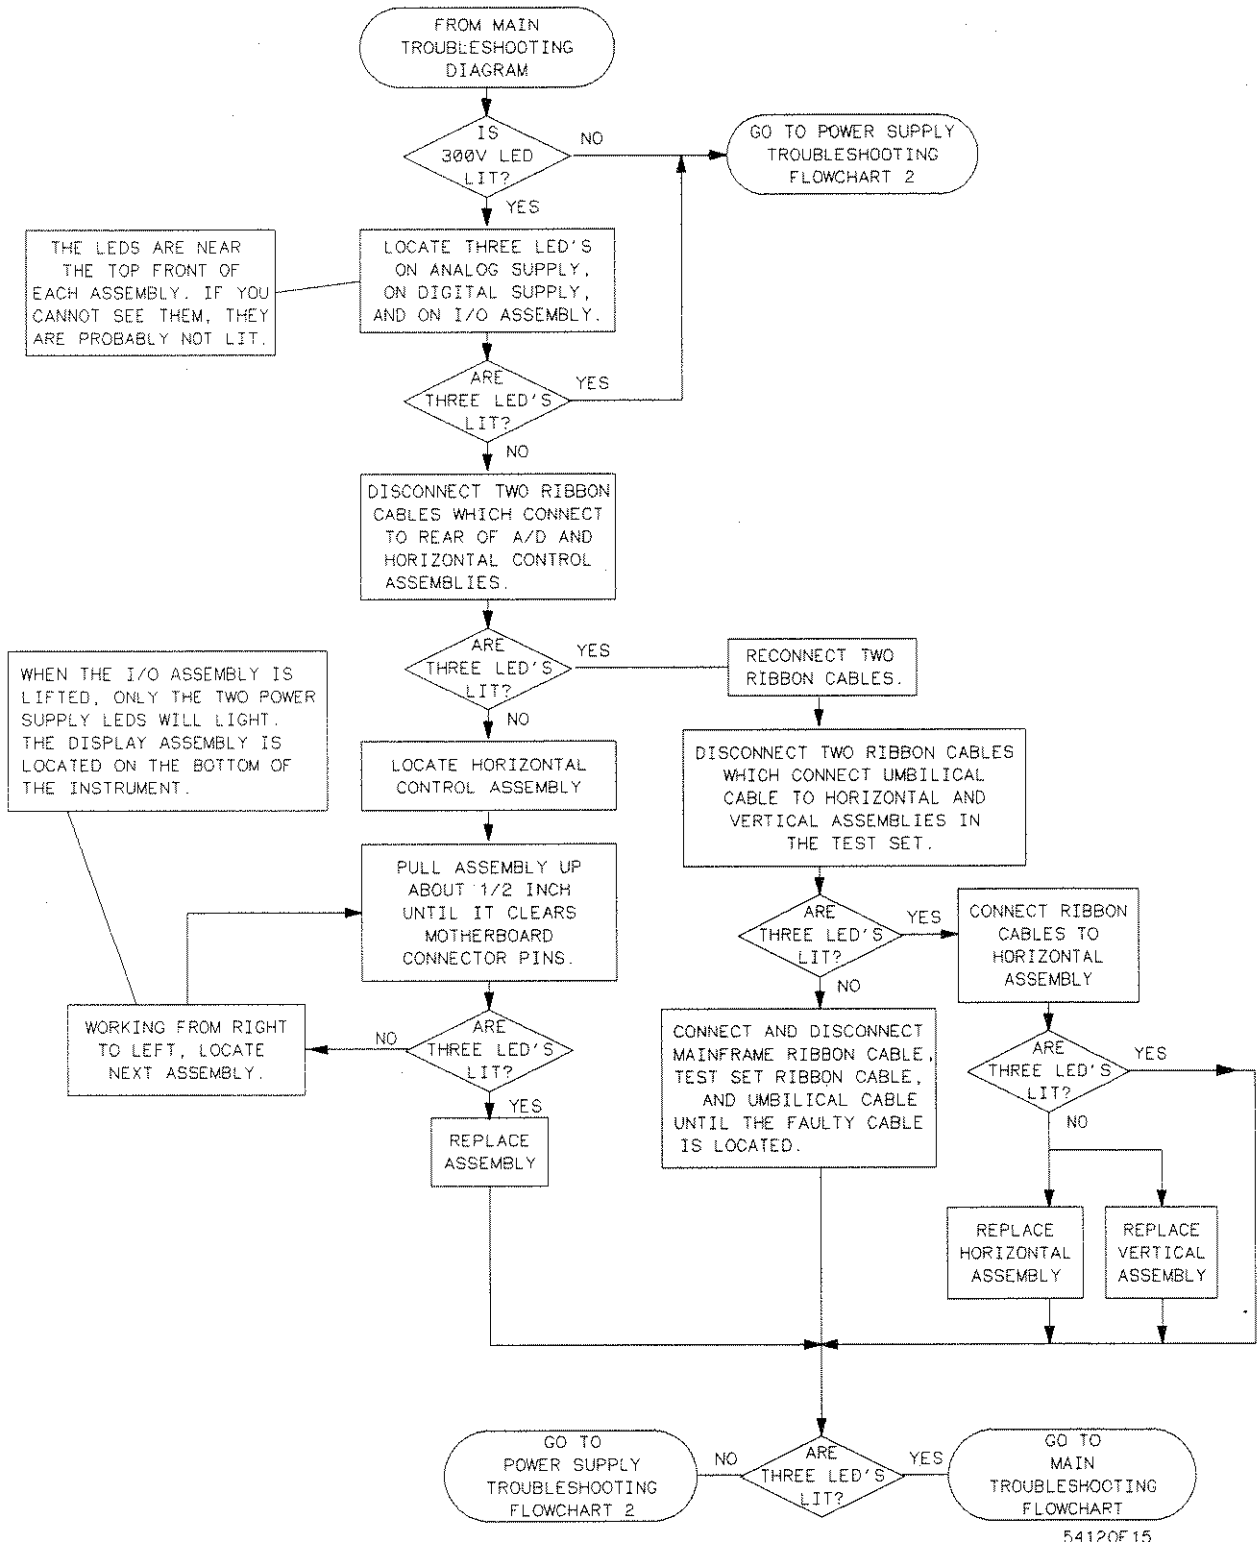 FROM MAIN
TROUBLESHOOTING
DIAGRAM
IS
300V LED
LIT?
NO
GO TO POWER SUPPLY
TROUBLESHOOTING
FLOWCHART 2
YES
THE LEDS ARE NEAR
THE TOP FRONT OF
EACH ASSEMBLY. IF YOU
CANNOT SEE THEM, THEY
ARE PROBABLY NOT LIT.
LOCATE THREE LED'S
ON ANALOG SUPPLY,
ON DIGITAL SUPPLY,
AND ON I/O ASSEMBLY.
ARE
THREE LED'S
LIT?
YES
NO
DISCONNECT TWO RIBBON
CABLES WHICH CONNECT
TO REAR OF A/D AND
HORIZONTAL CONTROL
ASSEMBLIES.
ARE
THREE LED'S
LIT?
YES
RECONNECT TWO
RIBBON CABLES.
NO
WHEN THE I/O ASSEMBLY IS
LIFTED, ONLY THE TWO POWER
SUPPLY LEDS WILL LIGHT.
THE DISPLAY ASSEMBLY IS
LOCATED ON THE BOTTOM OF
THE INSTRUMENT.
LOCATE HORIZONTAL
CONTROL ASSEMBLY
DISCONNECT TWO RIBBON CABLES
WHICH CONNECT UMBILICAL
CABLE TO HORIZONTAL AND
VERTICAL ASSEMBLIES IN
THE TEST SET.
PULL ASSEMBLY UP
ABOUT 1/2 INCH
UNTIL IT CLEARS
MOTHERBOARD
CONNECTOR PINS.
ARE
THREE LED'S
LIT?
YES
CONNECT RIBBON
CABLES TO
HORIZONTAL
ASSEMBLY
NO
WORKING FROM RIGHT
TO LEFT, LOCATE
NEXT ASSEMBLY.
NO
ARE
THREE LED'S
LIT?
YES
CONNECT AND DISCONNECT
MAINFRAME RIBBON CABLE,
TEST SET RIBBON CABLE,
AND UMBILICAL CABLE
UNTIL THE FAULTY CABLE
IS LOCATED.
ARE
THREE LED'S
LIT?
YES
NO
REPLACE
ASSEMBLY
REPLACE
HORIZONTAL
ASSEMBLY
REPLACE
VERTICAL
ASSEMBLY
GO TO
POWER SUPPLY
TROUBLESHOOTING
FLOWCHART 2
NO
ARE
THREE LED'S
LIT?
YES
GO TO
MAIN
TROUBLESHOOTING
FLOWCHART
54120F15